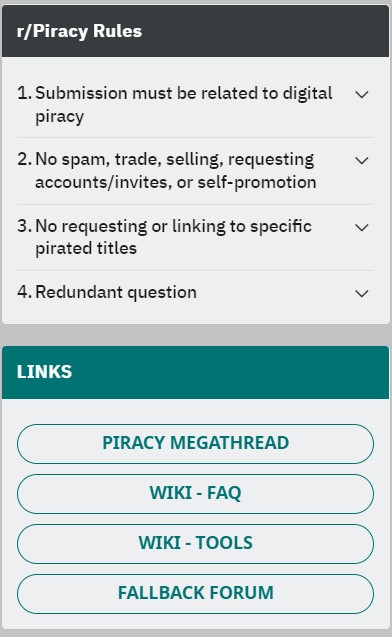 r/Piracy Rules
1. Submission must be related to digital
piracy
2. No spam, trade, selling, requesting
accounts/invites, or self-promotion
3. No requesting or linking to specific
pirated titles
4. Redundant question
LINKS
PIRACY MEGATHREAD
WIKI - FAQ
WIKI - TOOLS
FALLBACK FORUM